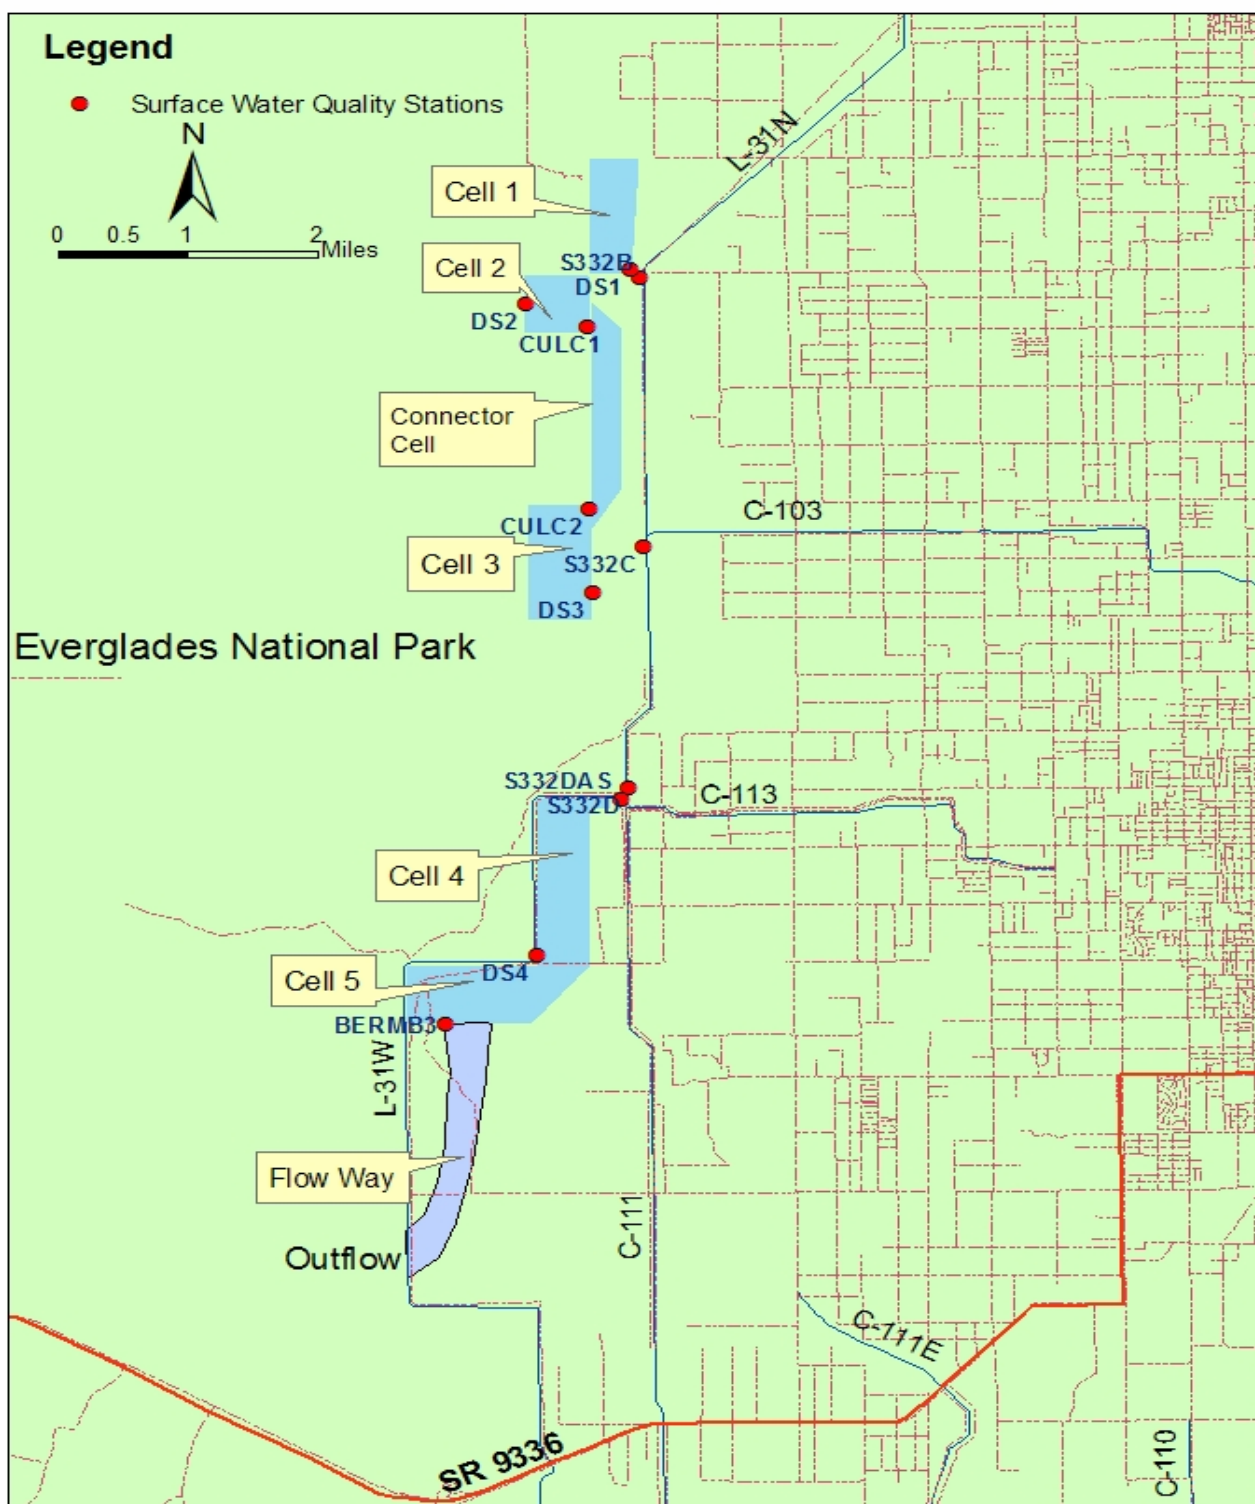 Legend
Surface Water Quality Stations
N
0 0.5 1 2
Miles
L-31N
Cell 1
S332B
Cell 2
DS1
DS2
CULC1
Connector
Cell
C-103
CULC2
Cell 3
S332C
DS3
Everglades National Park
S332DAS
S332D
C-113
Cell 4
DS4
Cell 5
BERMB3
L-31W
Flow Way
C-111
Outflow
C-111E
SR 9336
C-110